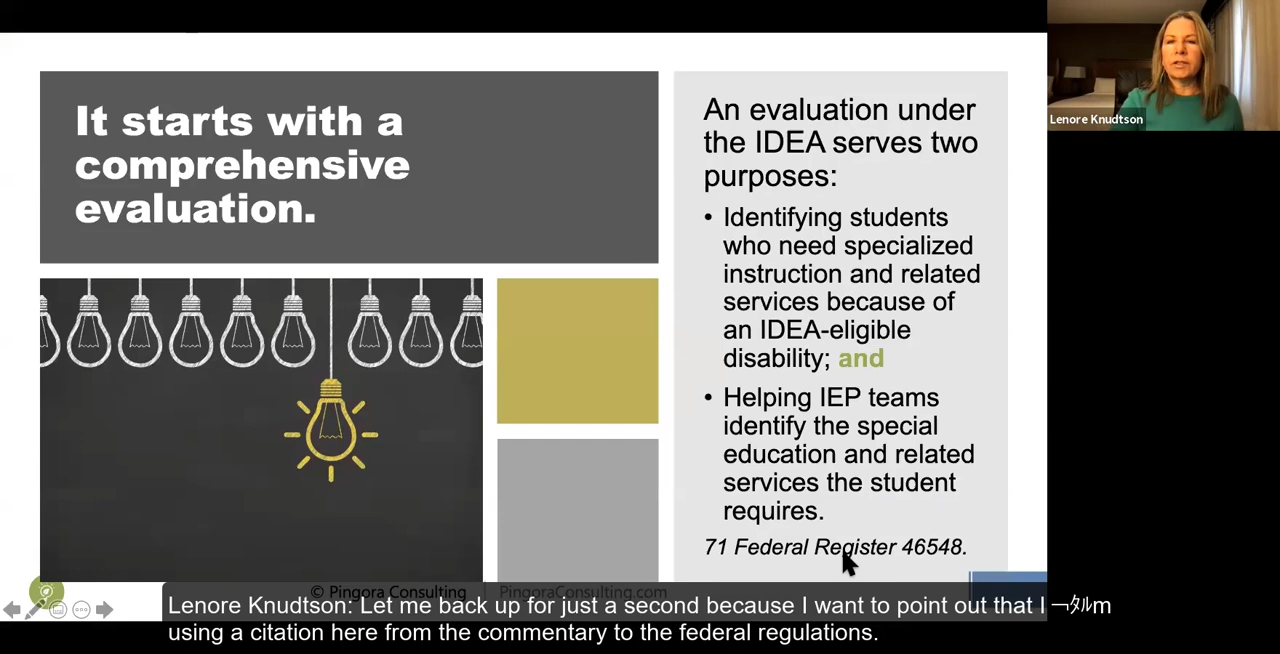 It starts with a
comprehensive
evaluation.
An evaluation under
the IDEA serves two
purposes:
• Identifying students
who need specialized
instruction and related
services because of
an IDEA-eligible
disability; and
• Helping IEP teams
identify the special
education and related
services the student
requires.
71 Federal Register 46548.
Lenore Knudtson
© Pingora Consulting | PingoraConsulting.com
Lenore Knudtson: Let me back up for just a second because I want to point out that I ¬ﾀﾙm
using a citation here from the commentary to the federal regulations.